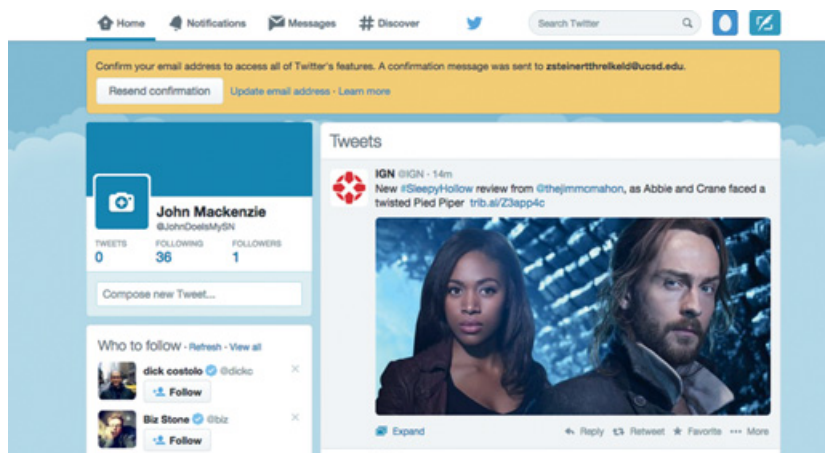 Home Notifications Messages Discover Search Twitter
Confirm your email address to access all of Twitter's features. A confirmation message was sent to zsteinertthrelkeld@ucsd.edu.
Resend confirmation Update email address · Learn more
John Mackenzie
@JohnDoeIsMySN
TWEETS FOLLOWING FOLLOWERS
0 36 1
Compose new Tweet...
Who to follow · Refresh · View all
dick costolo @dickc
Follow
Biz Stone @biz
Follow
Tweets
IGN @IGN · 14m
New #SleepyHollow review from @thejimmcmahon, as Abbie and Crane faced a
twisted Pied Piper trib.al/Z3app4c
Expand Reply Retweet Favorite More